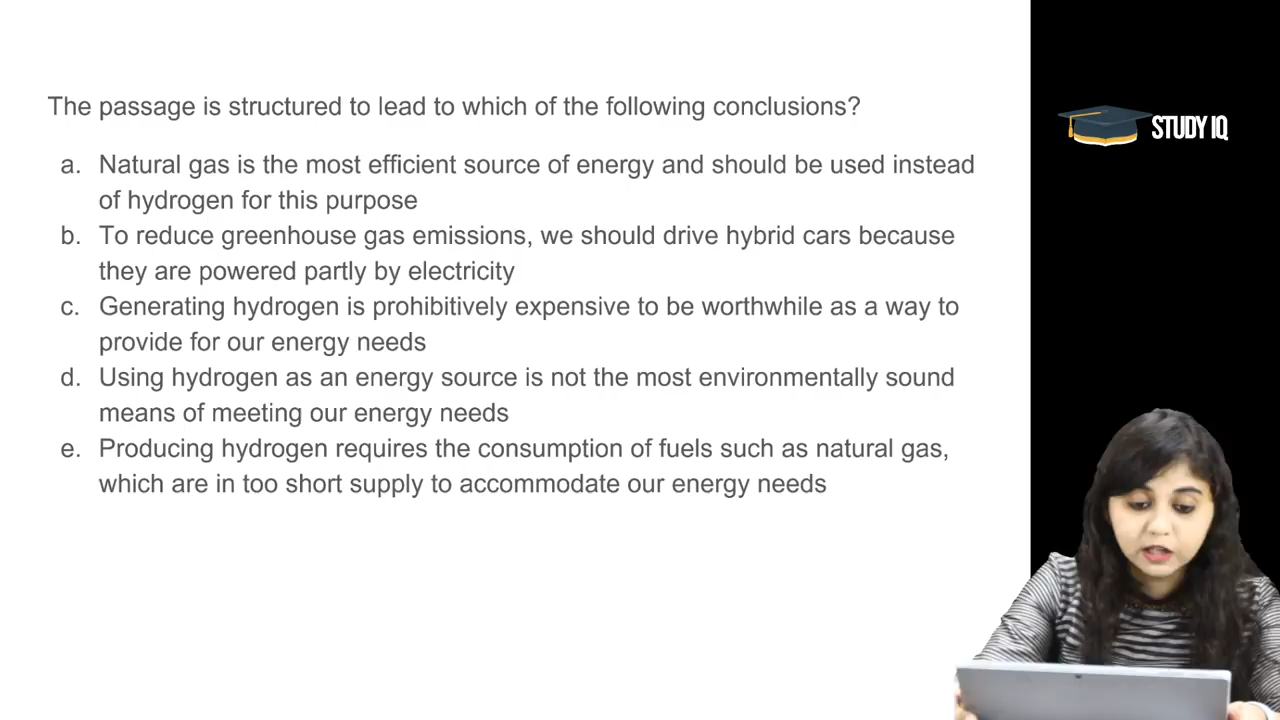 The passage is structured to lead to which of the following conclusions?
a. Natural gas is the most efficient source of energy and should be used instead
of hydrogen for this purpose
b. To reduce greenhouse gas emissions, we should drive hybrid cars because
they are powered partly by electricity
c. Generating hydrogen is prohibitively expensive to be worthwhile as a way to
provide for our energy needs
d. Using hydrogen as an energy source is not the most environmentally sound
means of meeting our energy needs
e. Producing hydrogen requires the consumption of fuels such as natural gas,
which are in too short supply to accommodate our energy needs
STUDY IQ